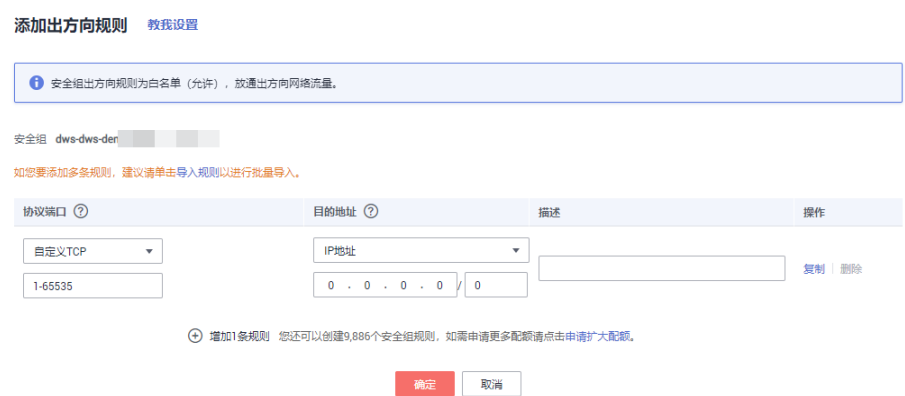 添加出方向规则 教我设置
安全组出方向规则为白名单（允许），放通出方向网络流量。
安全组 dws-dws-den
如您要添加多条规则，建议请单击导入规则以进行批量导入。
协议端口 ? 目的地址 ? 描述 操作
自定义TCP IP地址
复制 删除
1-65535 0 . 0 . 0 . 0 / 0
增加1条规则 您还可以创建9,886个安全组规则，如需申请更多配额请点击申请扩大配额。
确定 取消